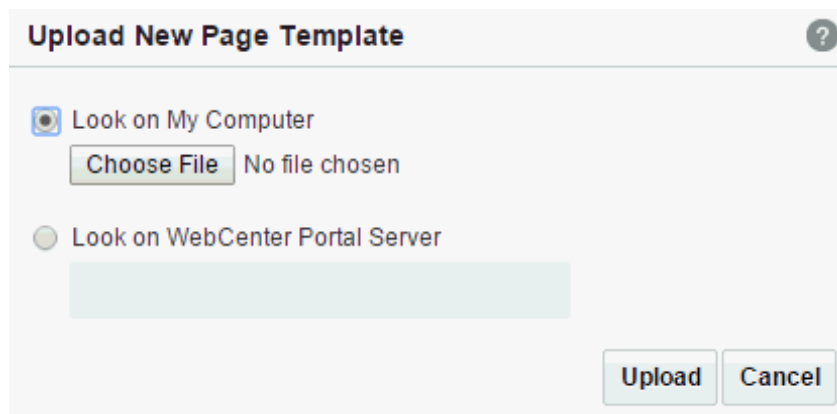 Upload New Page Template ?
Look on My Computer
Choose File No file chosen
Look on WebCenter Portal Server
Upload Cancel